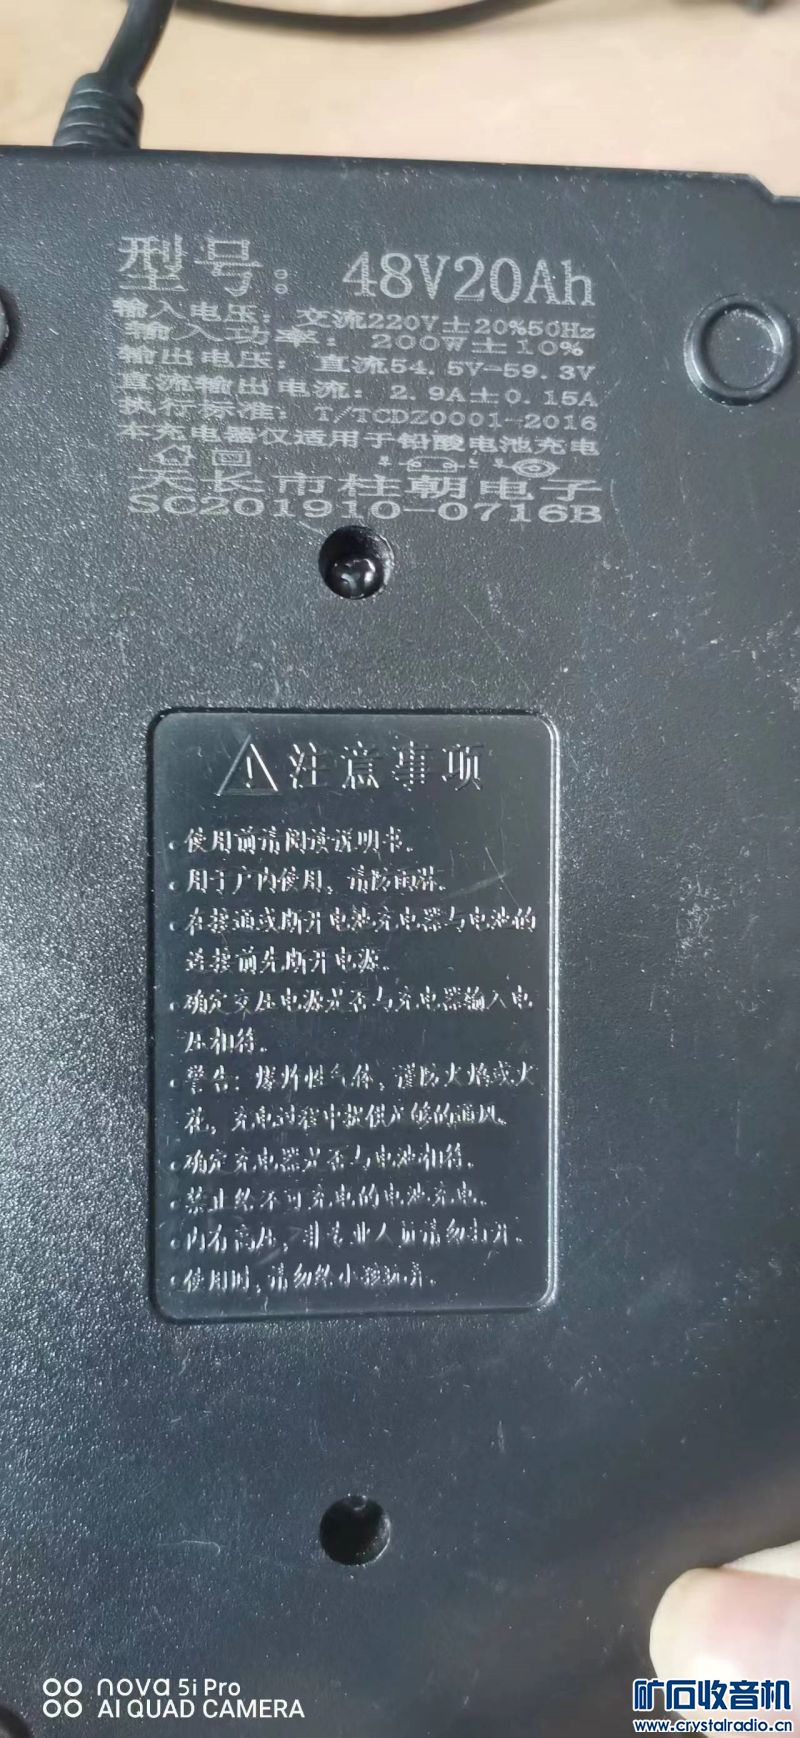 型号: 48V20Ah
输入电压: 交流220V±20%50Hz
输入功率: 200W±10%
输出电压: 直流54.5V-59.3V
直流输出电流: 2.9A±0.15A
执行标准: T/TCDZ0001-2016
本充电器仅适用于铅酸电池充电
天长市柱朝电子
SC201910-0716B
注意事项
·使用前请阅读说明书.
·用于户内使用,请防雨淋.
·在接通或断开电池充电器与电池的
连接前先断开电源.
·确定交压电源是否与充电器输入电
压相符.
·警告:爆炸性气体,谨防火焰或火
花,充电过程中提供足够的通风.
·确定充电器是否与电池相符.
·禁止给不可充电的电池充电.
·内有高压,非专业人员请勿打开.
·使用时,请勿给小孩玩弄.
nova 5i Pro
AI QUAD CAMERA
矿石收音机
www.crystalradio.cn